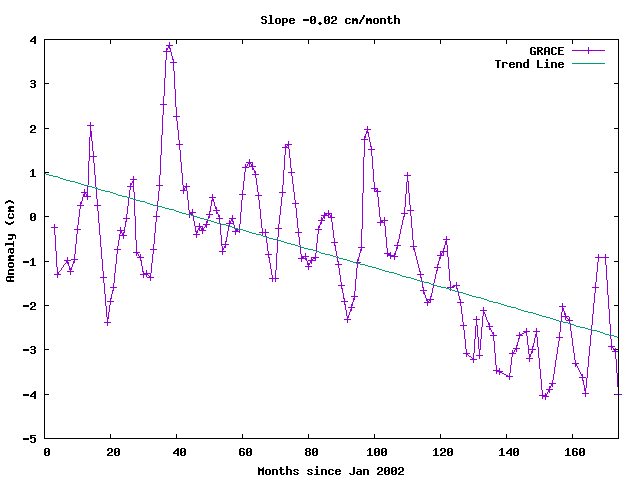 Slope -0.02 cm/month
GRACE
Trend Line
4
3
2
1
0
-1
-2
-3
-4
-5
Anomaly (cm)
0 20 40 60 80 100 120 140 160
Months since Jan 2002